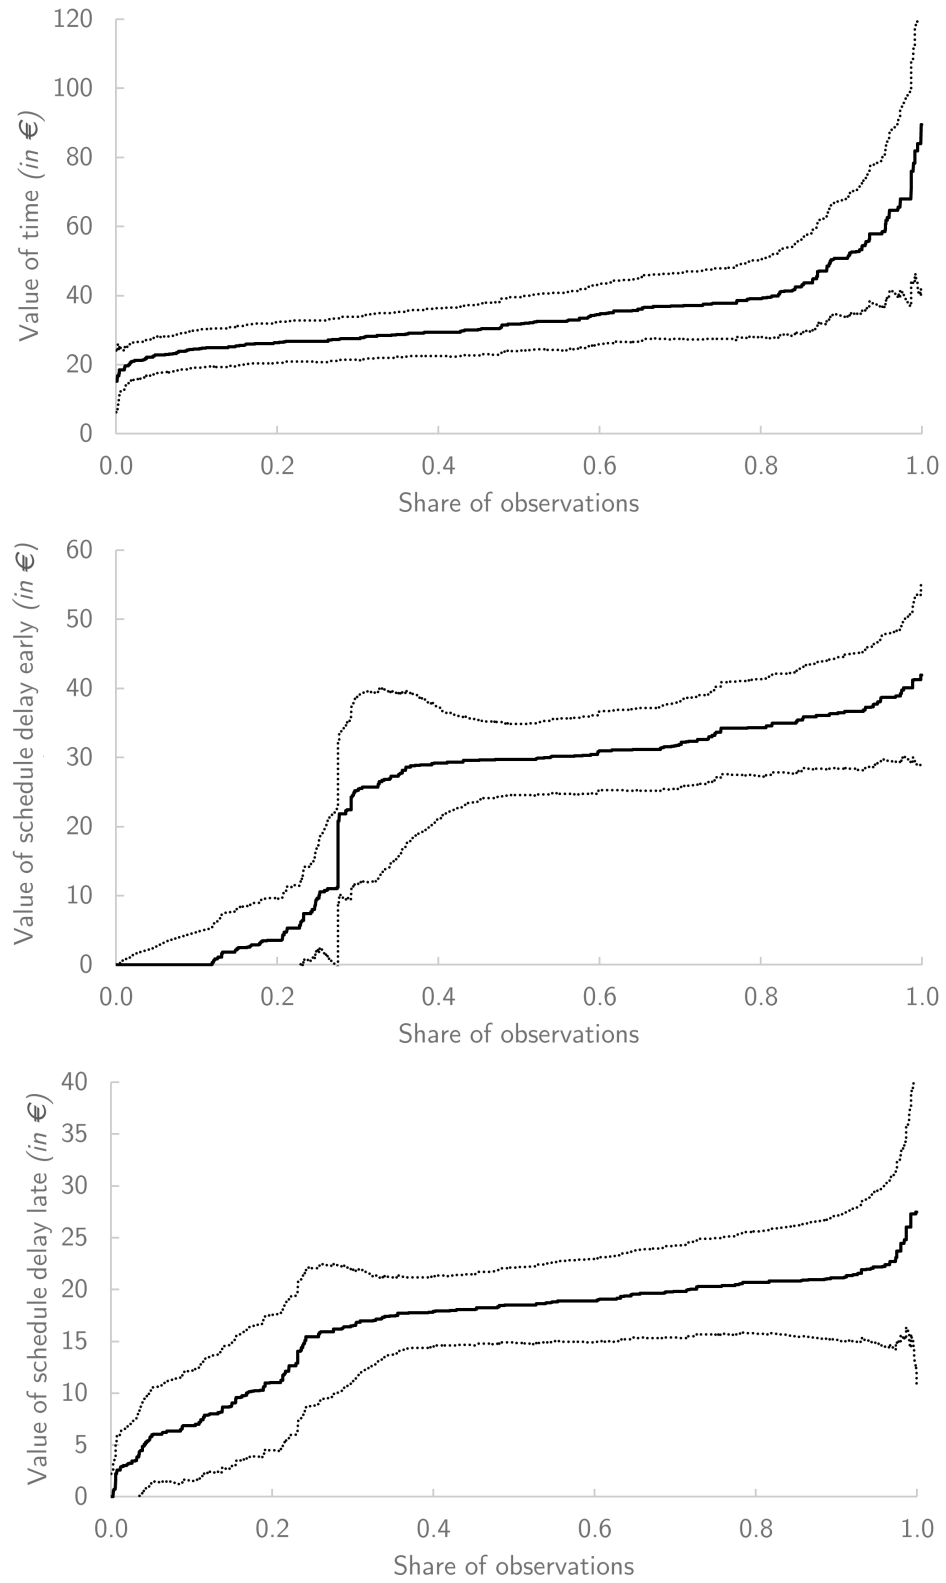 Value of time (in €)
120
100
80
60
40
20
0
0.0 0.2 0.4 0.6 0.8 1.0
Share of observations
Value of schedule delay early (in €)
60
50
40
30
20
10
0
0.0 0.2 0.4 0.6 0.8 1.0
Share of observations
Value of schedule delay late (in €)
40
35
30
25
20
15
10
5
0
0.0 0.2 0.4 0.6 0.8 1.0
Share of observations